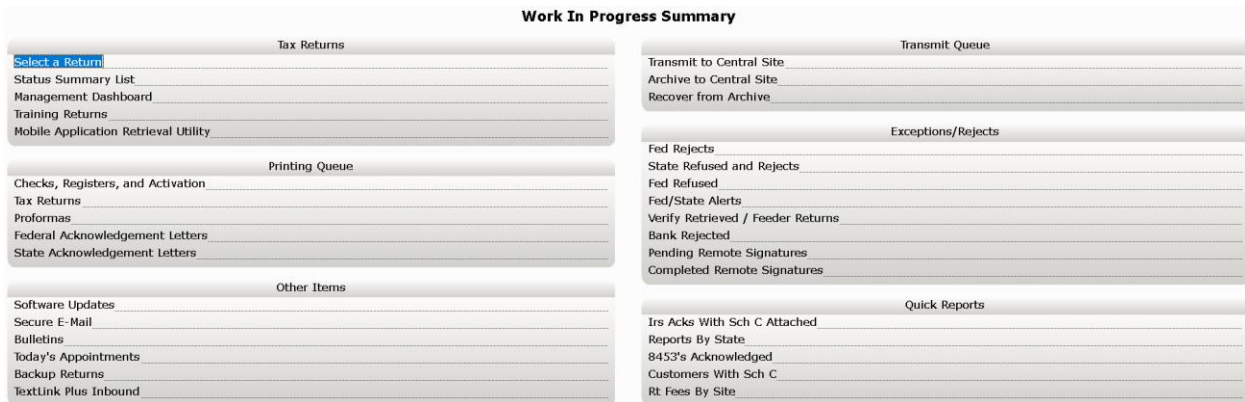 Work In Progress Summary
Tax Returns
Select a Return
Status Summary List
Management Dashboard
Training Returns
Mobile Application Retrieval Utility
Printing Queue
Checks, Registers, and Activation
Tax Returns
Proformas
Federal Acknowledgement Letters
State Acknowledgement Letters
Other Items
Software Updates
Secure E-Mail
Bulletins
Today's Appointments
Backup Returns
TextLink Plus Inbound
Transmit Queue
Transmit to Central Site
Archive to Central Site
Recover from Archive
Exceptions/Rejects
Fed Rejects
State Refused and Rejects
Fed Refused
Fed/State Alerts
Verify Retrieved / Feeder Returns
Bank Rejected
Pending Remote Signatures
Completed Remote Signatures
Quick Reports
Irs Acks With Sch C Attached
Reports By State
8453's Acknowledged
Customers With Sch C
Rt Fees By Site